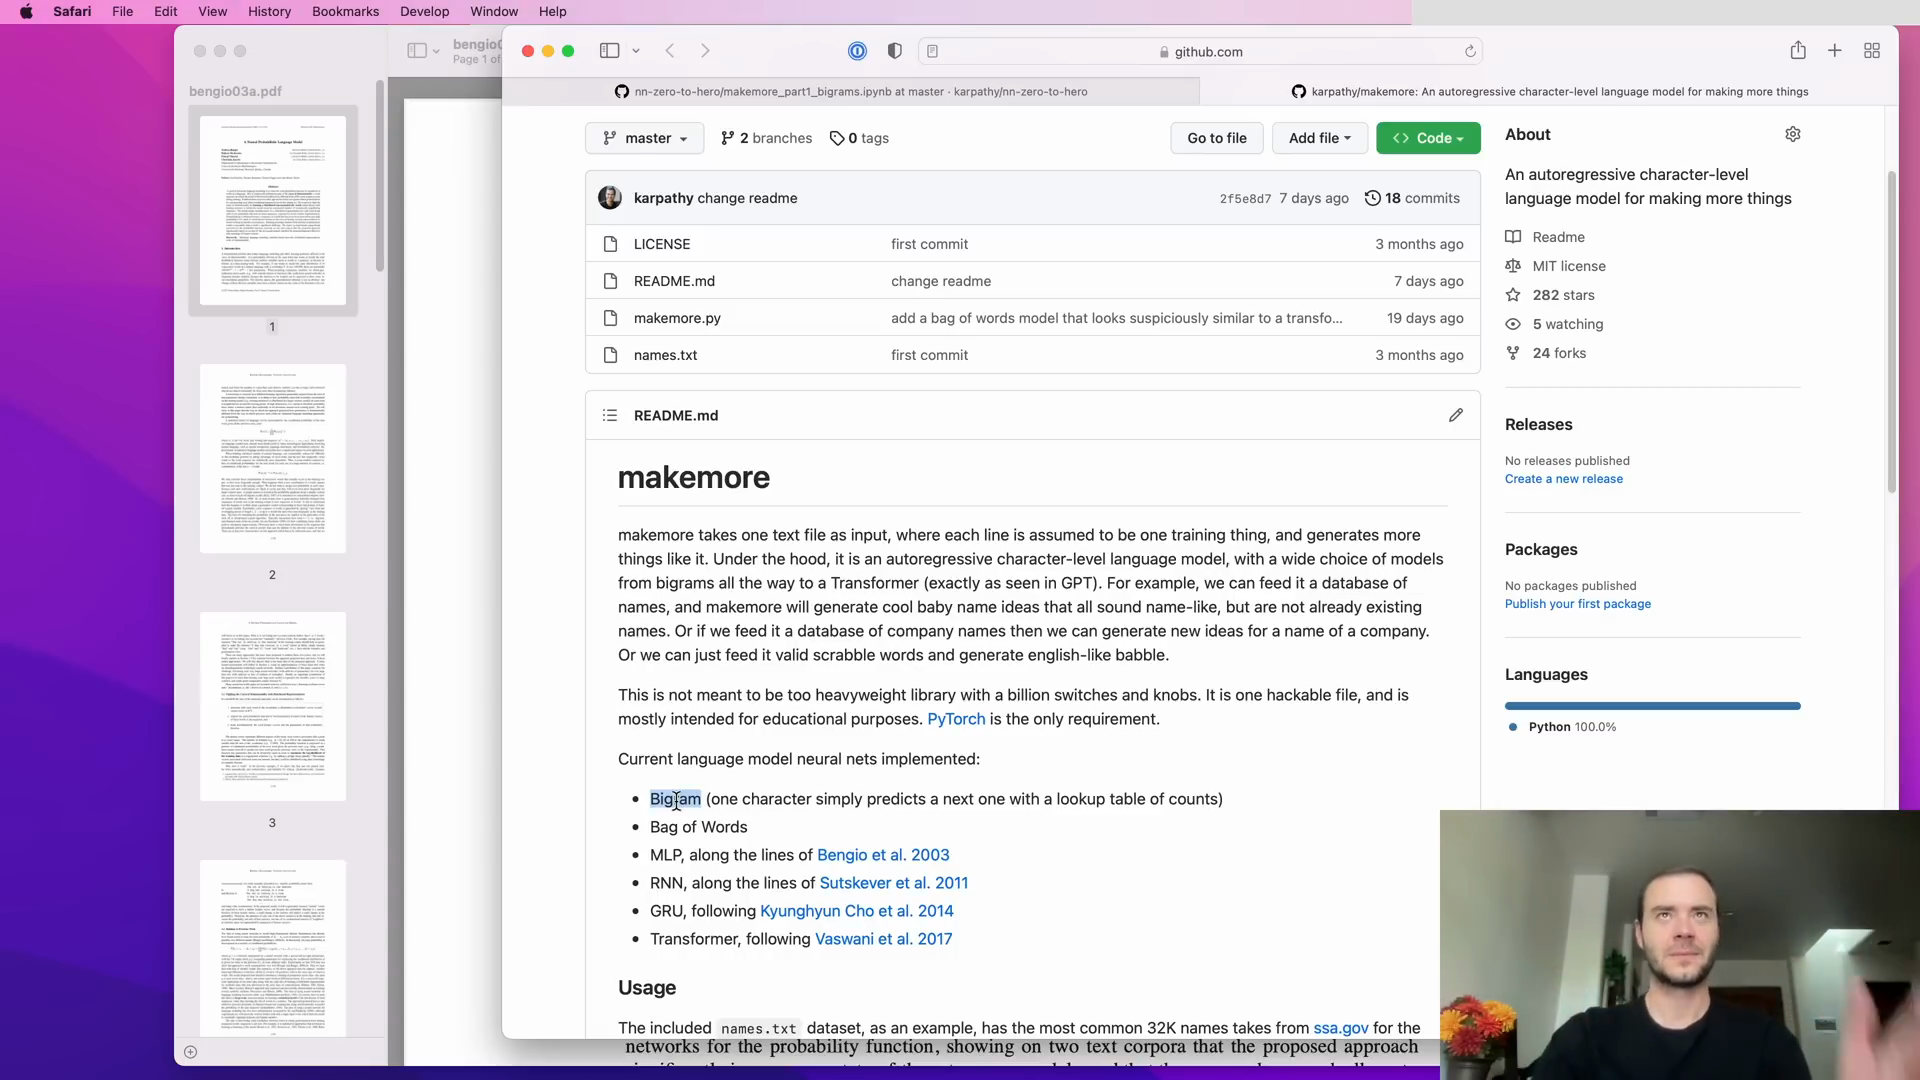 Safari File Edit View History Bookmarks Develop Window Help
bengio03a.pdf
1
2
3
bengio0
Page 1 of
github.com
nn-zero-to-hero/makemore_part1_bigrams.ipynb at master · karpathy/nn-zero-to-hero
karpathy/makemore: An autoregressive character-level language model for making more things
master
2 branches
0 tags
Go to file
Add file
<> Code
karpathy change readme
2f5e8d7 7 days ago
18 commits
LICENSE first commit 3 months ago
README.md change readme 7 days ago
makemore.py add a bag of words model that looks suspiciously similar to a transfo... 19 days ago
names.txt first commit 3 months ago
README.md
makemore
makemore takes one text file as input, where each line is assumed to be one training thing, and generates more
things like it. Under the hood, it is an autoregressive character-level language model, with a wide choice of models
from bigrams all the way to a Transformer (exactly as seen in GPT). For example, we can feed it a database of
names, and makemore will generate cool baby name ideas that all sound name-like, but are not already existing
names. Or if we feed it a database of company names then we can generate new ideas for a name of a company.
Or we can just feed it valid scrabble words and generate english-like babble.
This is not meant to be too heavyweight library with a billion switches and knobs. It is one hackable file, and is
mostly intended for educational purposes. PyTorch is the only requirement.
Current language model neural nets implemented:
• Bigram (one character simply predicts a next one with a lookup table of counts)
• Bag of Words
• MLP, along the lines of Bengio et al. 2003
• RNN, along the lines of Sutskever et al. 2011
• GRU, following Kyunghyun Cho et al. 2014
• Transformer, following Vaswani et al. 2017
Usage
The included names.txt dataset, as an example, has the most common 32K names takes from ssa.gov for the
networks for the probability function, showing on two text corpora that the proposed approach
About
An autoregressive character-level
language model for making more things
Readme
MIT license
282 stars
5 watching
24 forks
Releases
No releases published
Create a new release
Packages
No packages published
Publish your first package
Languages
Python 100.0%